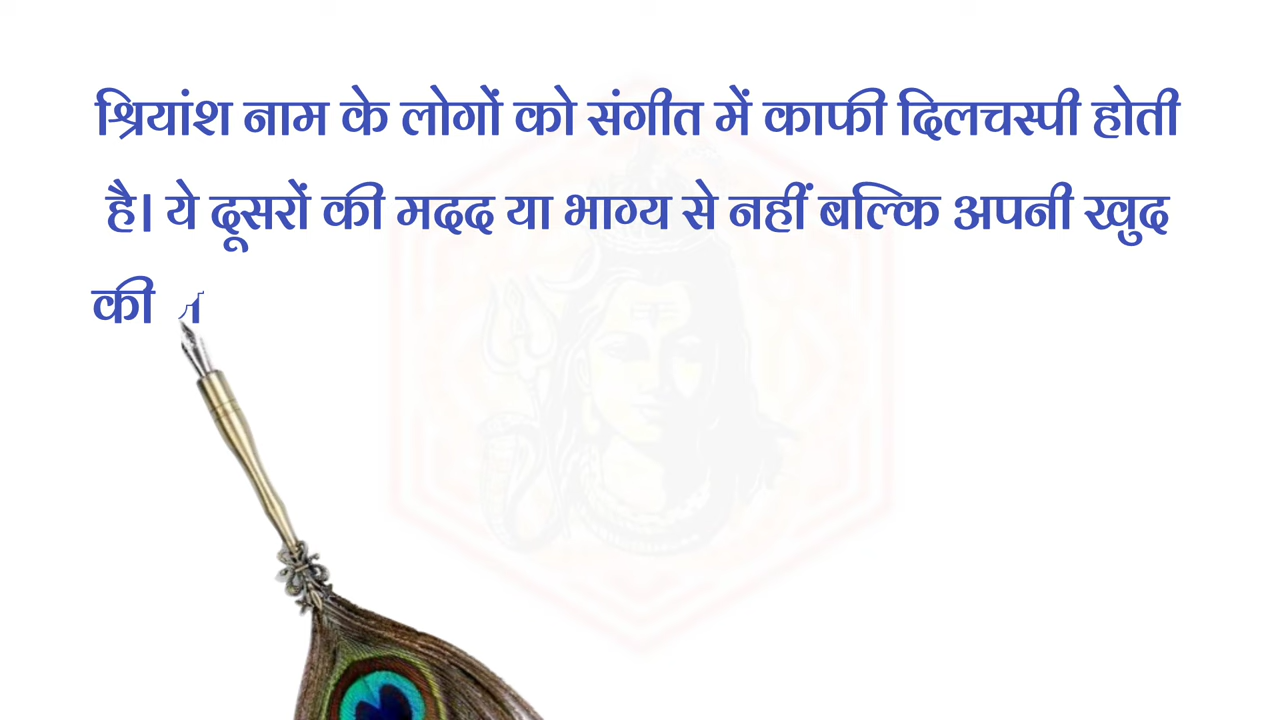 श्रियांश नाम के लोगों को संगीत में काफी दिलचस्पी होती
है। ये दूसरों की मदद या भाग्य से नहीं बल्कि अपनी खुद
की